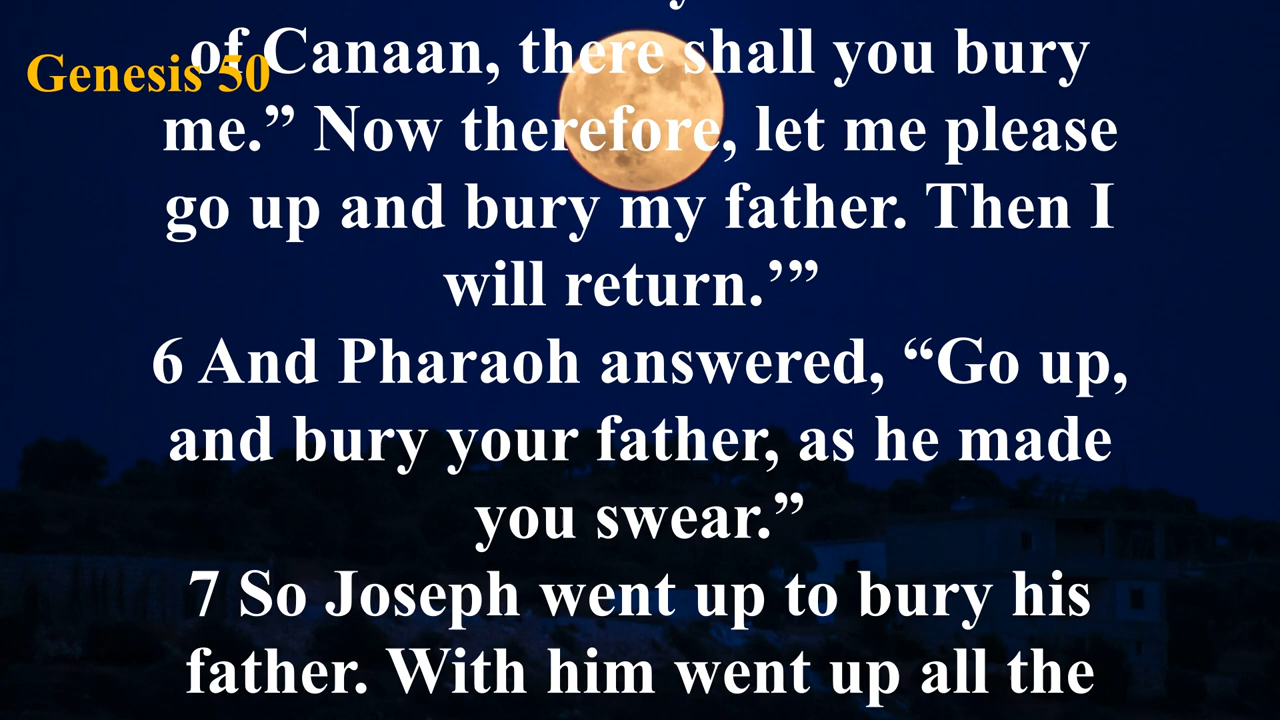 of Canaan, there shall you bury
Genesis 50
me.” Now therefore, let me please
go up and bury my father. Then I
will return.’”
6 And Pharaoh answered, “Go up,
and bury your father, as he made
you swear.”
7 So Joseph went up to bury his
father. With him went up all the